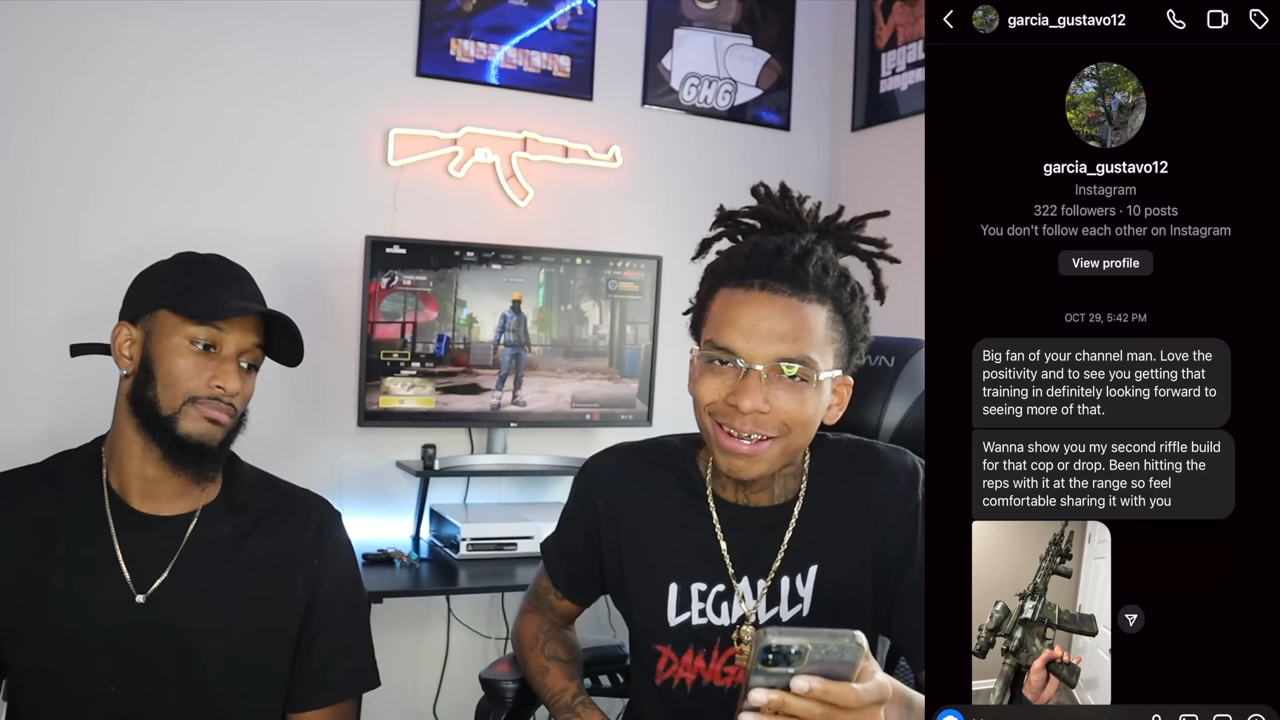 GHG
LEGAL
DANGER
LEGALLY
DANG
garcia_gustavo12
garcia_gustavo12
Instagram
322 followers · 10 posts
You don't follow each other on Instagram
View profile
OCT 29, 5:42 PM
Big fan of your channel man. Love the
positivity and to see you getting that
training in definitely looking forward to
seeing more of that.
Wanna show you my second riffle build
for that cop or drop. Been hitting the
reps with it at the range so feel
comfortable sharing it with you